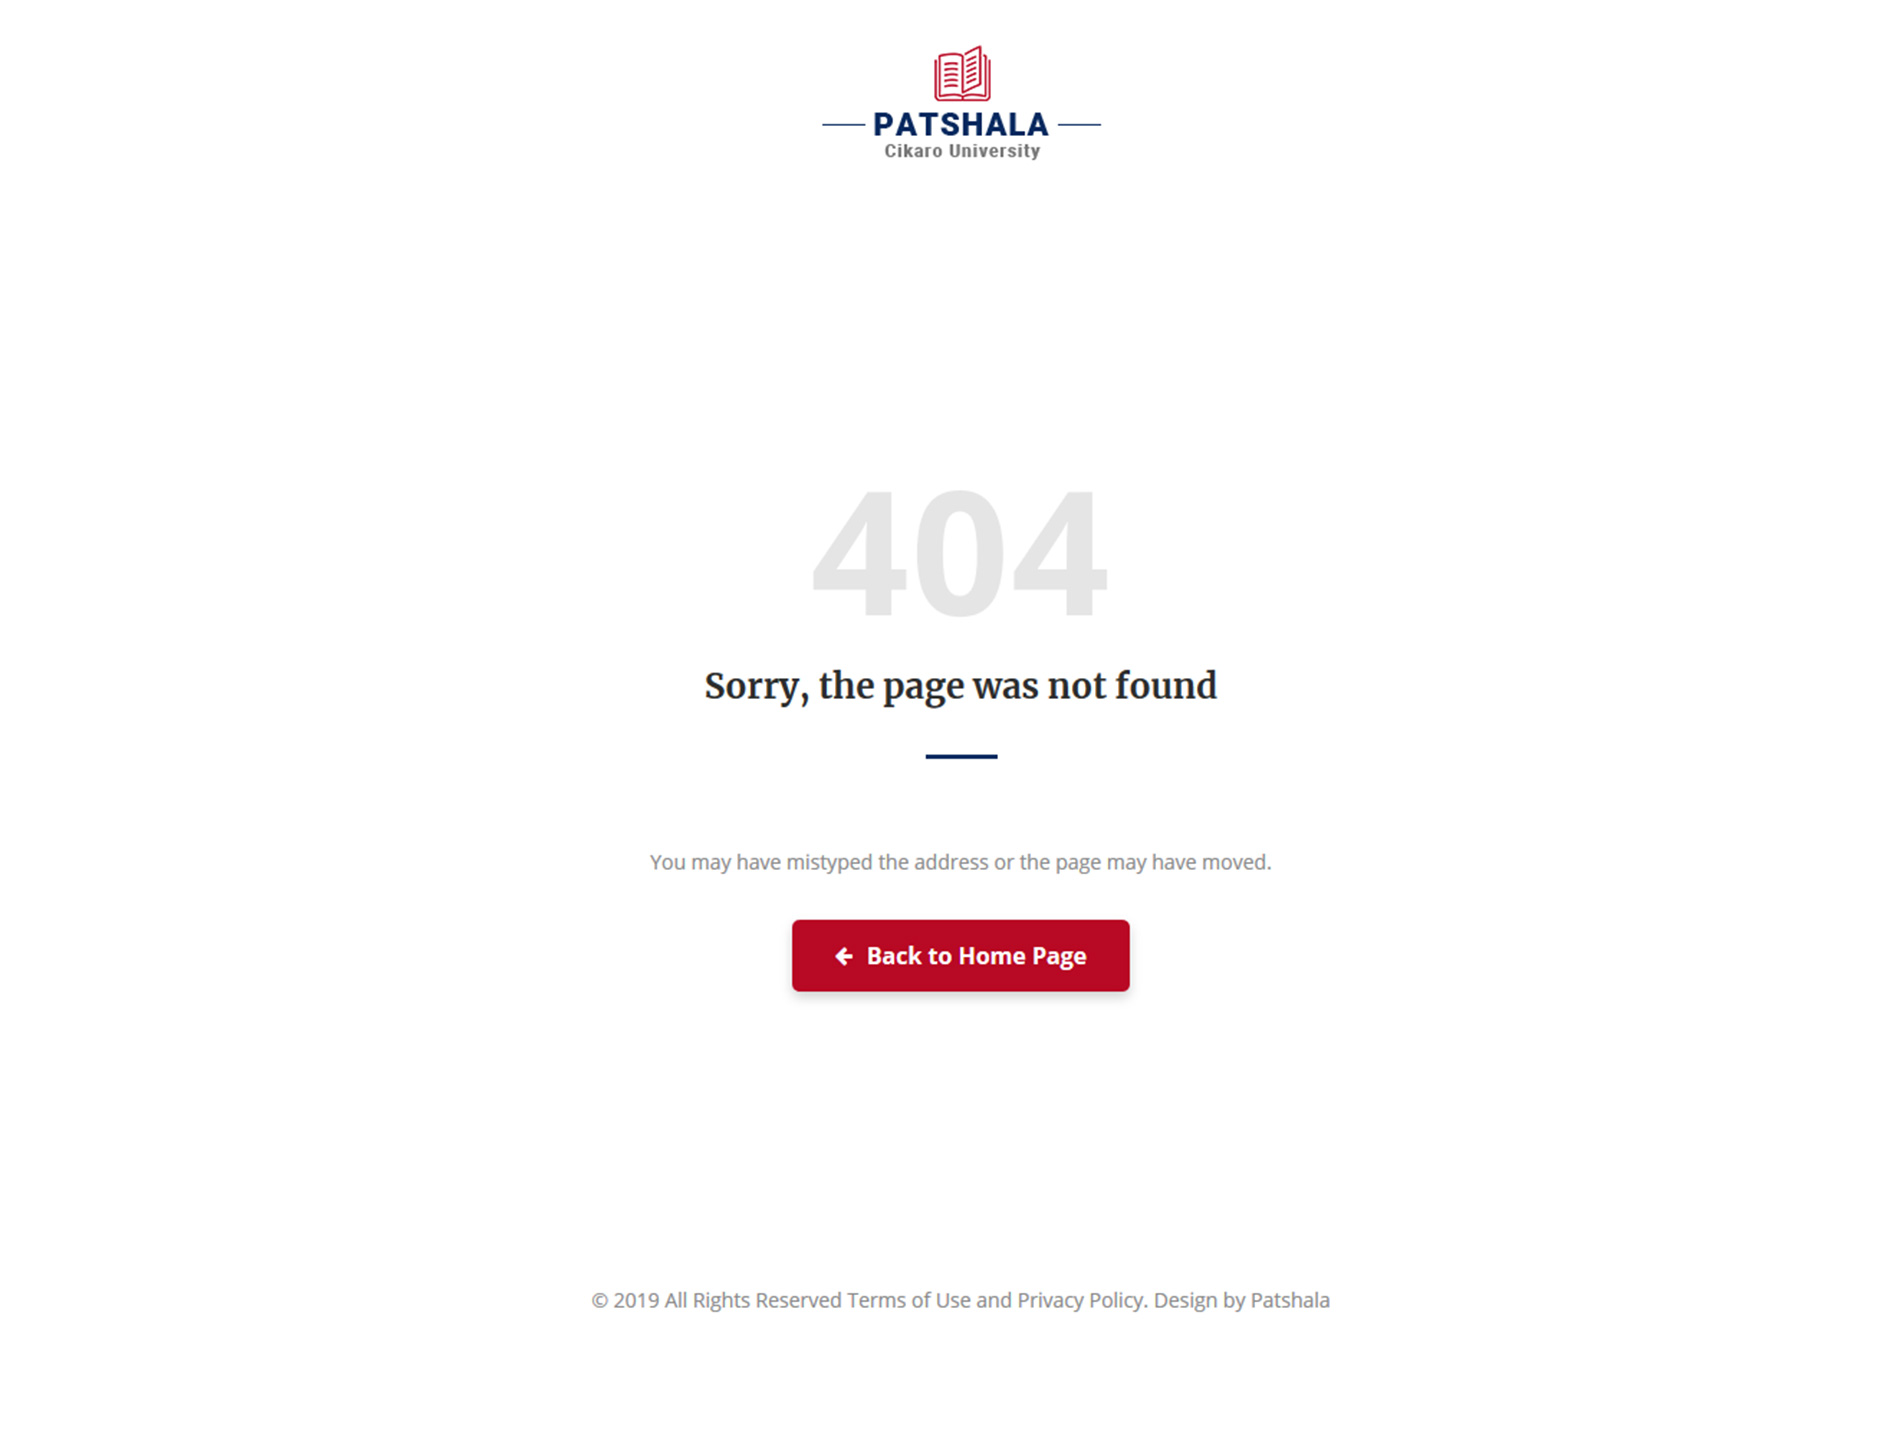 PATSHALA
Cikaro University
404
Sorry, the page was not found
You may have mistyped the address or the page may have moved.
Back to Home Page
© 2019 All Rights Reserved Terms of Use and Privacy Policy. Design by Patshala